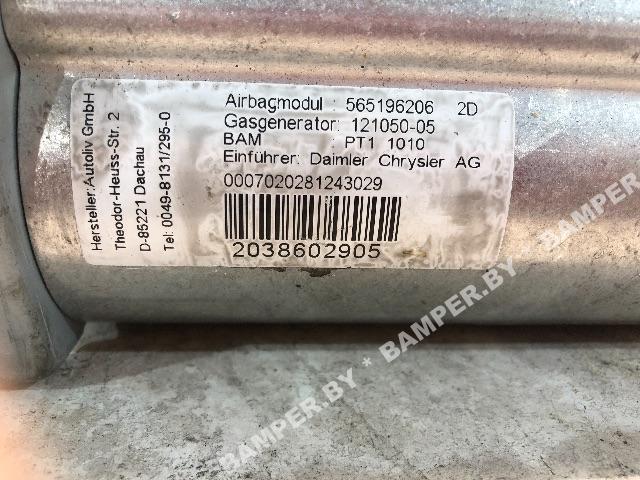 Hersteller:Autoliv GmbH
Theodor-Heuss-Str. 2
D-85221 Dachau
Tel: 0049-8131/295-0
Airbagmodul : 565196206 2D
Gasgenerator: 121050-05
BAM : PT1 1010
Einführer: Daimler Chrysler AG
0007020281243029
2038602905
BAMPER.BY * BAMPER.BY * BAMPER.BY